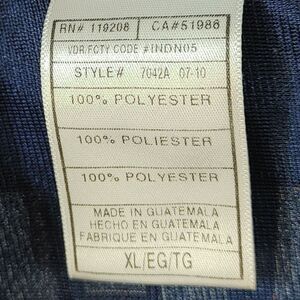 RN# 119208 CA#51986
VDR/FCTY CODE #INDN05
STYLE# 7042A 07-10
100% POLYESTER
100% POLIESTER
100% POLYESTER
MADE IN GUATEMALA
HECHO EN GUATEMALA
FABRIQUE EN GUATEMALA
XL/EG/TG